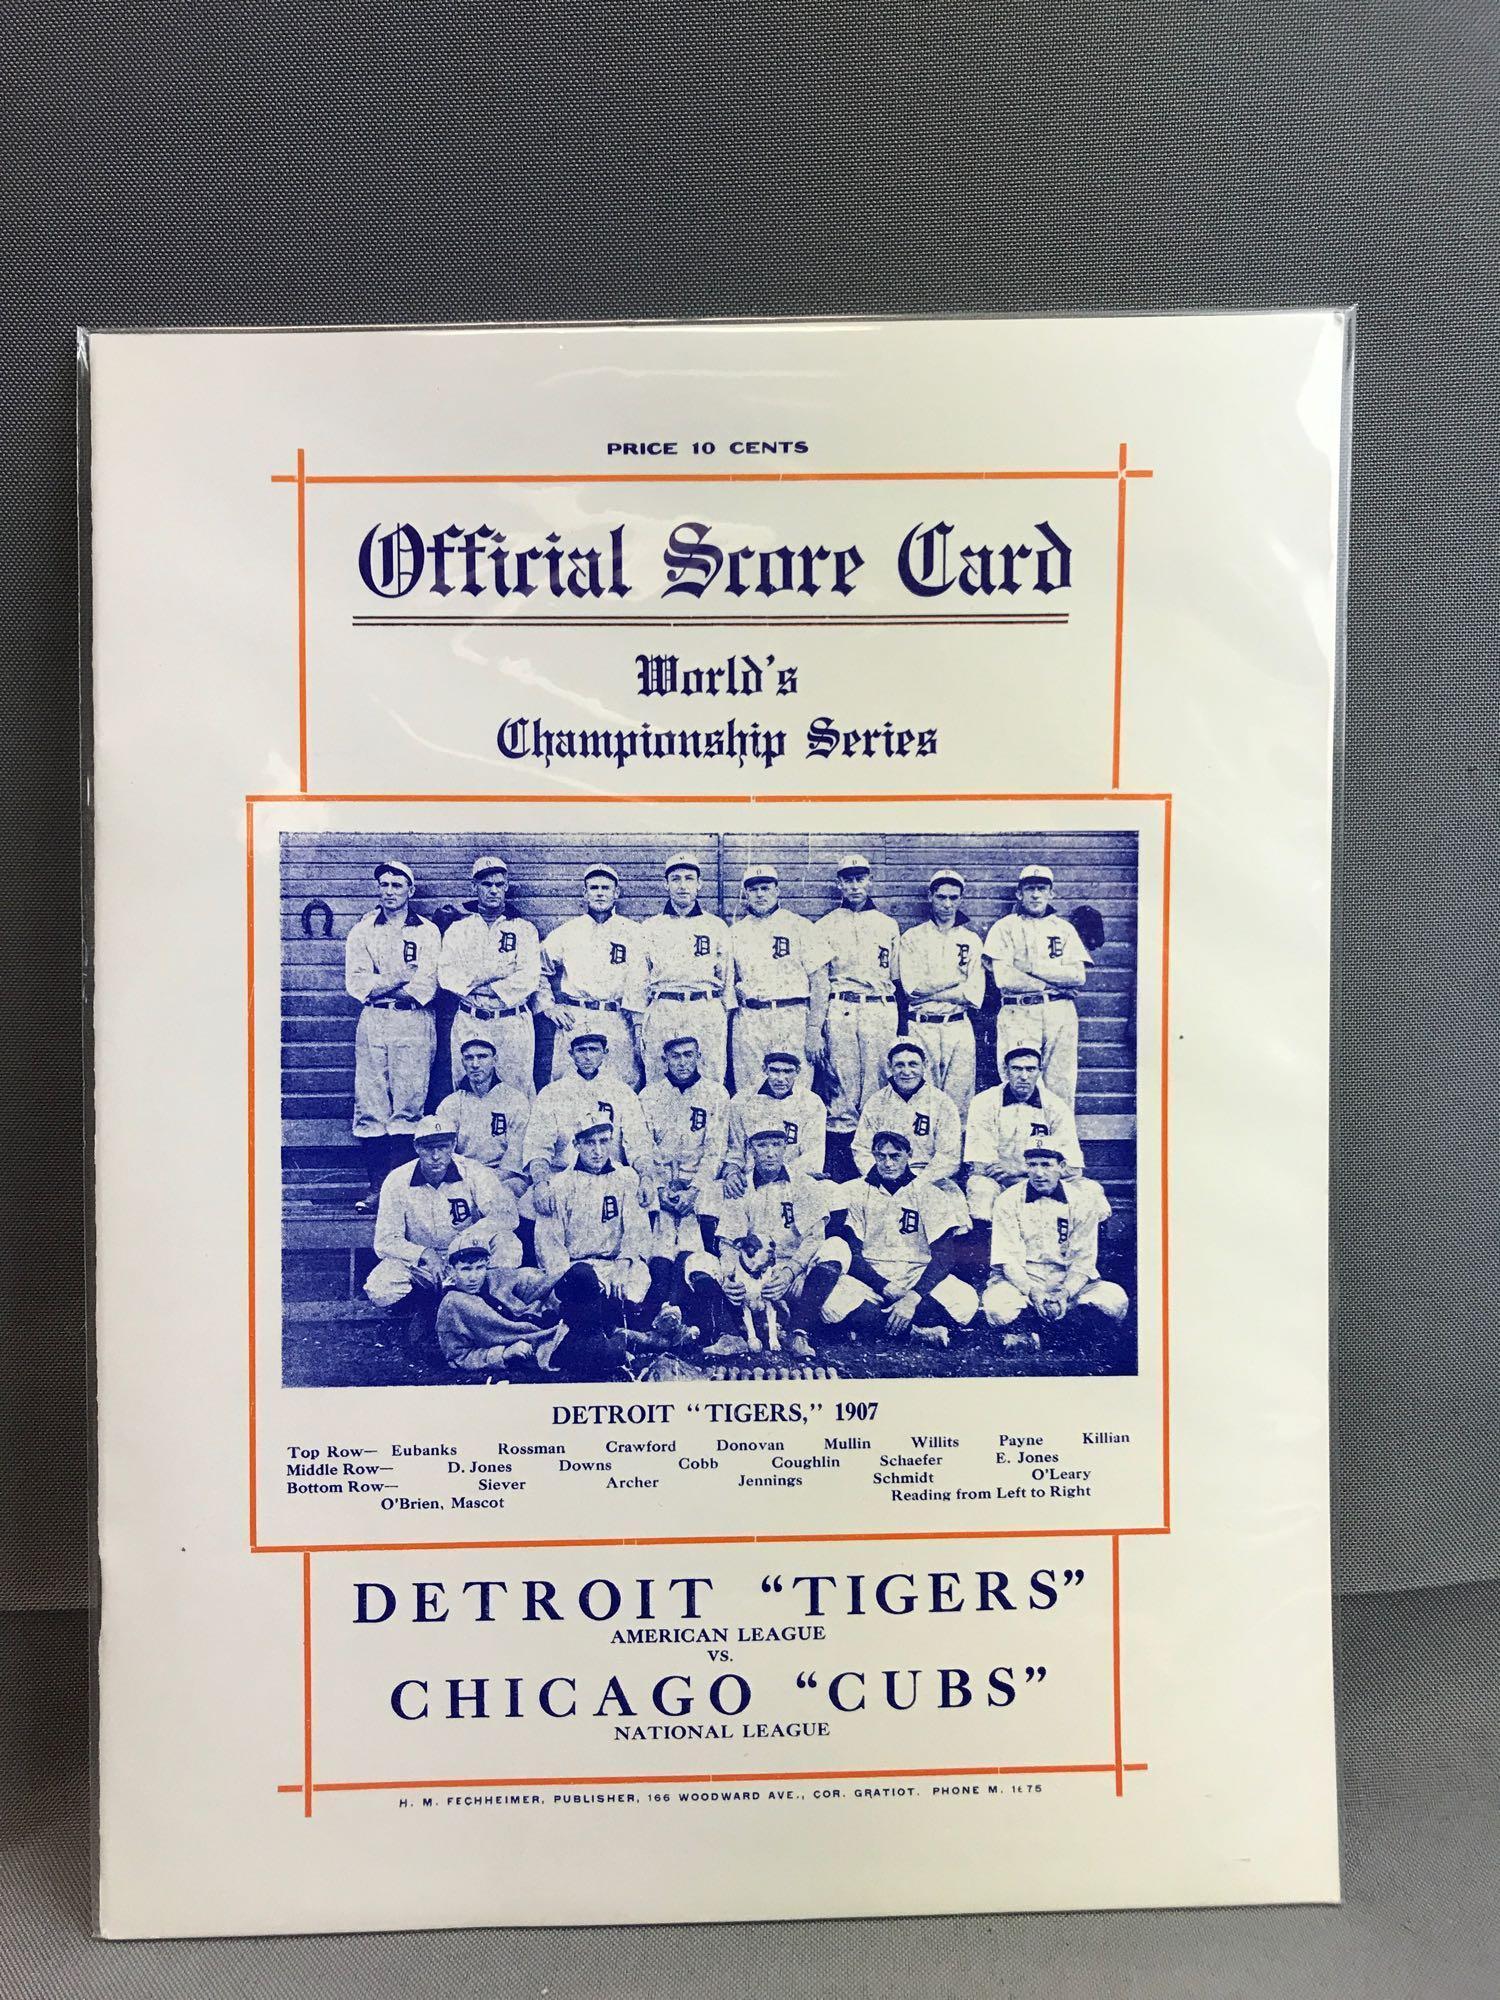 PRICE 10 CENTS
Official Score Card
World's
Championship Series
DETROIT “TIGERS,” 1907
Top Row— Eubanks Rossman Crawford Donovan Mullin Willits Payne Killian
Middle Row— D. Jones Downs Cobb Coughlin Schaefer E. Jones
Bottom Row— Siever Archer Jennings Schmidt O'Leary
O'Brien, Mascot Reading from Left to Right
DETROIT “TIGERS”
AMERICAN LEAGUE
VS.
CHICAGO “CUBS”
NATIONAL LEAGUE
H. M. FECHHEIMER, PUBLISHER, 166 WOODWARD AVE., COR. GRATIOT. PHONE M.